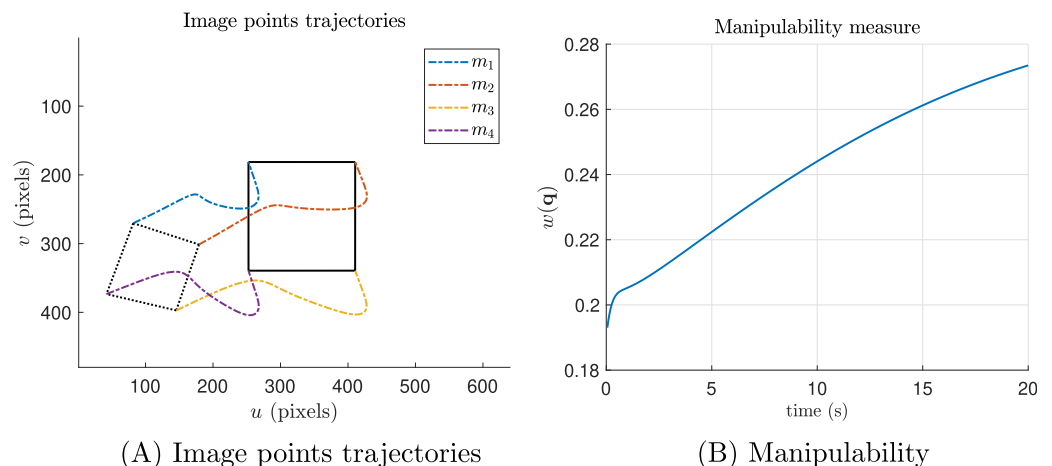 Image points trajectories
m₁
m₂
m₃
m₄
100
200
300
400
v (pixels)
100 200 300 400 500 600
u (pixels)
(A) Image points trajectories
Manipulability measure
0.28
0.26
0.24
0.22
0.2
0.18
w(q)
0 5 10 15 20
time (s)
(B) Manipulability